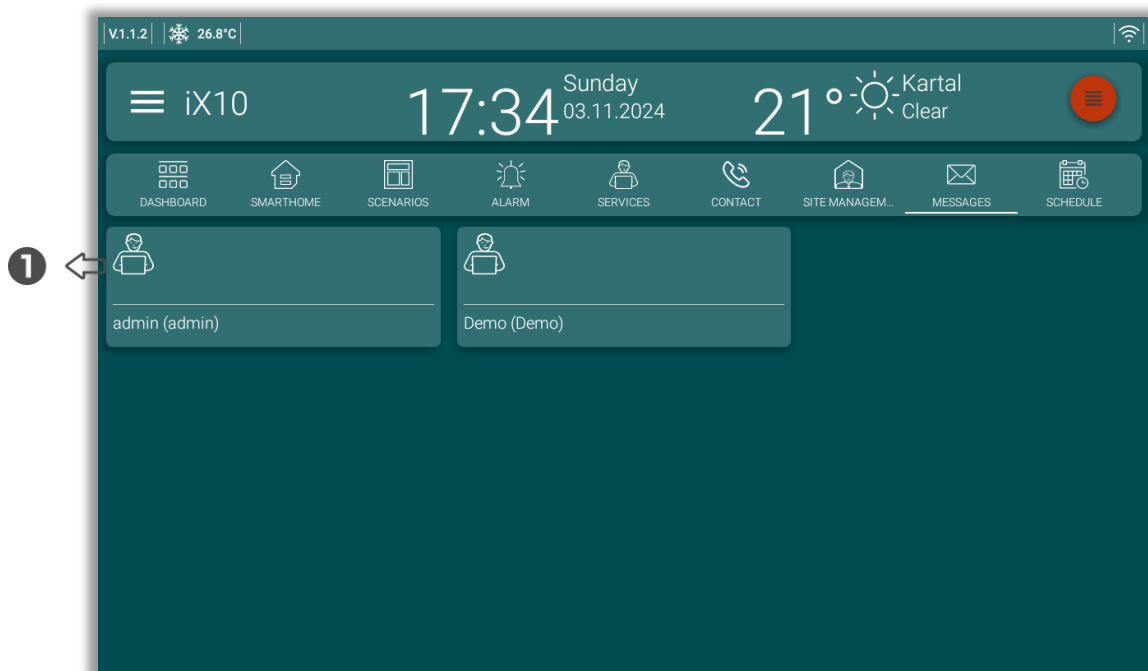 V.1.1.2 26.8°C
iX10
17:34
Sunday
03.11.2024
21°
Kartal
Clear
DASHBOARD
SMARTHOME
SCENARIOS
ALARM
SERVICES
CONTACT
SITE MANAGEM...
MESSAGES
SCHEDULE
1
admin (admin)
Demo (Demo)